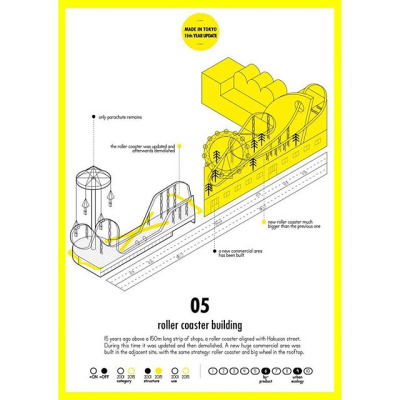 MADE IN TOKYO
15th YEAR UPDATE
only parachute remains
the roller coaster was updated and
afterwards demolished
new roller coaster much
bigger than the previous one
a new commercial area
has been built
05
roller coaster building
15 years ago above a 150m long strip of shops, a roller coaster aligned with Hakusan street.
During this time it was updated and then demolished. A new huge commercial area was
built in the adjacent site, with the same strategy: roller coaster and big wheel in the rooftop.
=ON =OFF
2001 2015
category
2001 2015
structure
2001 2015
use
by-
product
urban
ecology